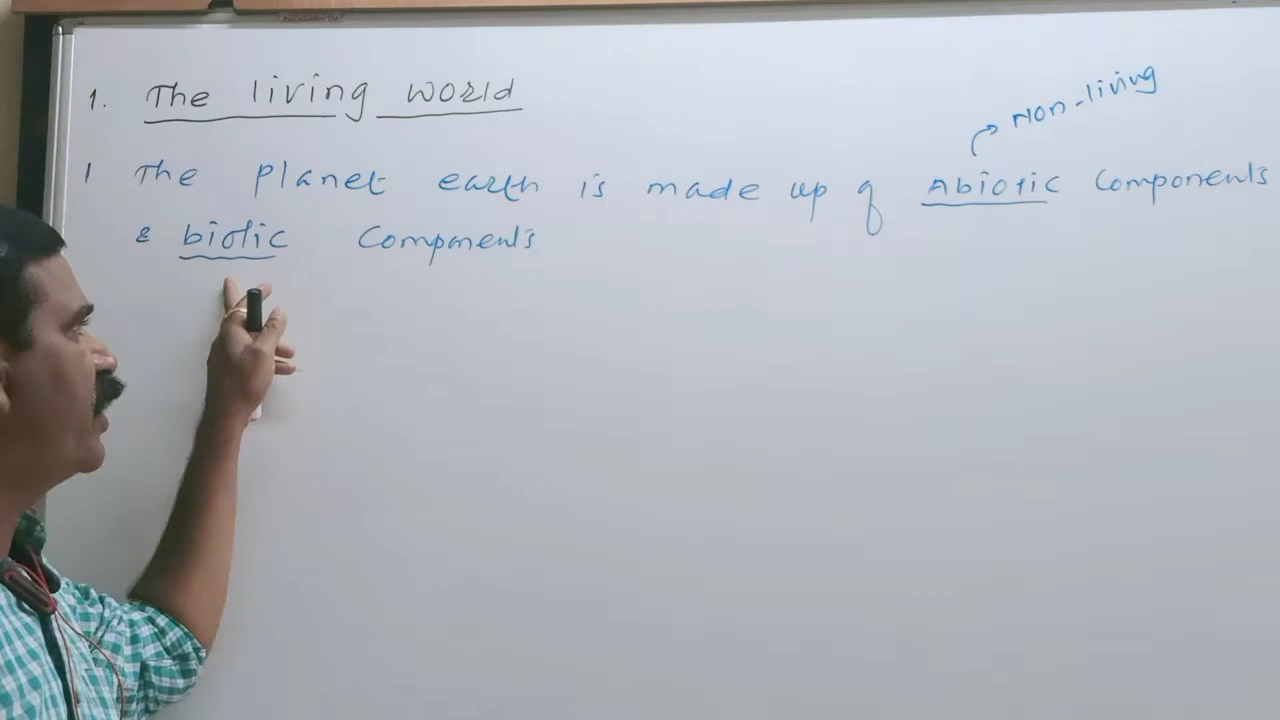 1. The living world
Non-living
1 The planet earth is made up of Abiotic Components
& biotic Components